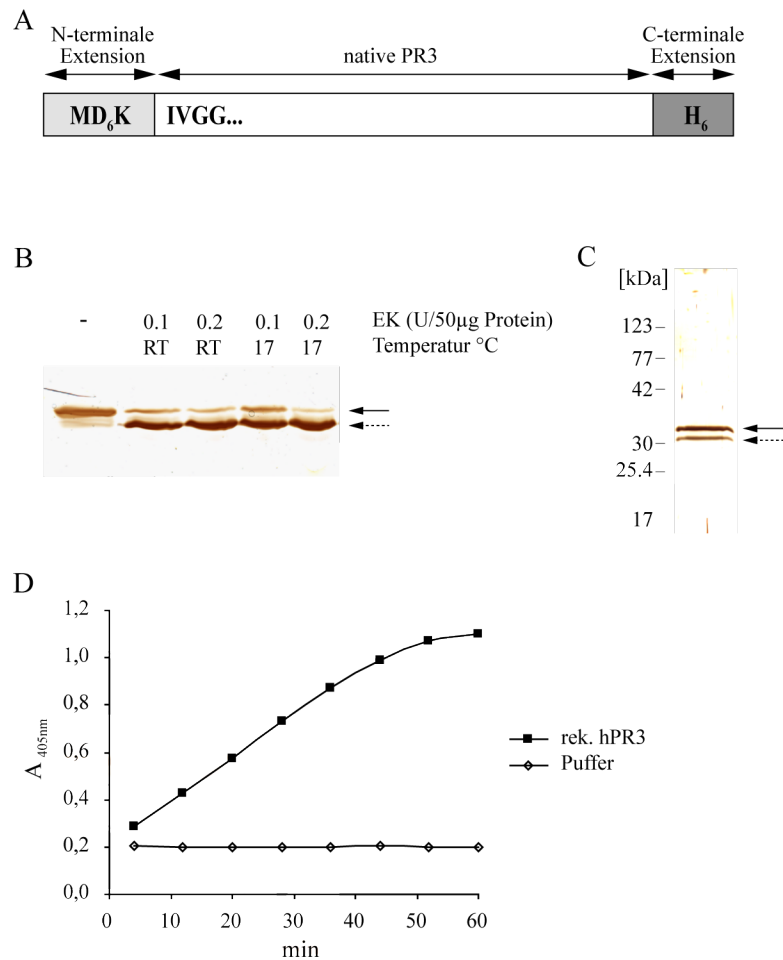 A
N-terminale
Extension
native PR3
C-terminale
Extension
MD₆K
IVGG...
H₆
B
- 0.1 0.2 0.1 0.2 EK (U/50µg Protein)
RT RT 17 17 Temperatur °C
C
[kDa]
123
77
42
30
25.4
17
D
1,2
1,0
0,8
0,6
0,4
0,2
0,0
A 405nm
0 10 20 30 40 50 60
min
rek. hPR3
Puffer